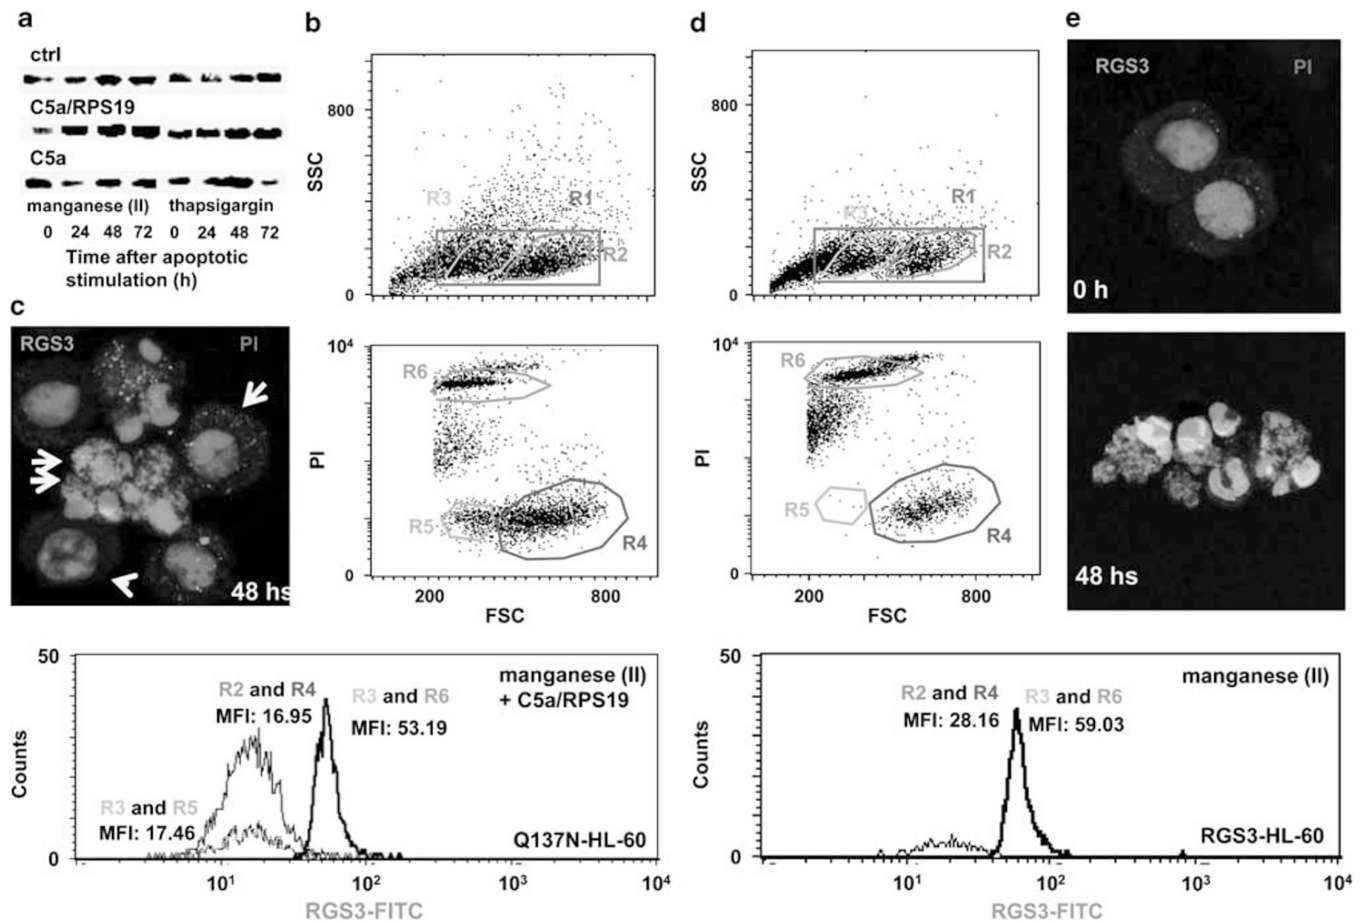 a
ctrl
C5a/RPS19
C5a
manganese (II) thapsigargin
0 24 48 72 0 24 48 72
Time after apoptotic
stimulation (h)
b
SSC
800
0
R3
R1
R2
10⁴
PI
0
R6
R5
R4
200 800
FSC
c
RGS3 PI
48 hs
50
Counts
0
R2 and R4
MFI: 16.95
R3 and R6
MFI: 53.19
manganese (II)
+ C5a/RPS19
R3 and R5
MFI: 17.46
Q137N-HL-60
10¹ 10² 10³ 10⁴
RGS3-FITC
d
SSC
800
0
R3
R1
R2
10⁴
PI
0
R6
R5
R4
200 800
FSC
50
Counts
0
R2 and R4
MFI: 28.16
R3 and R6
MFI: 59.03
manganese (II)
RGS3-HL-60
10¹ 10² 10³ 10⁴
RGS3-FITC
e
RGS3 PI
0 h
48 hs